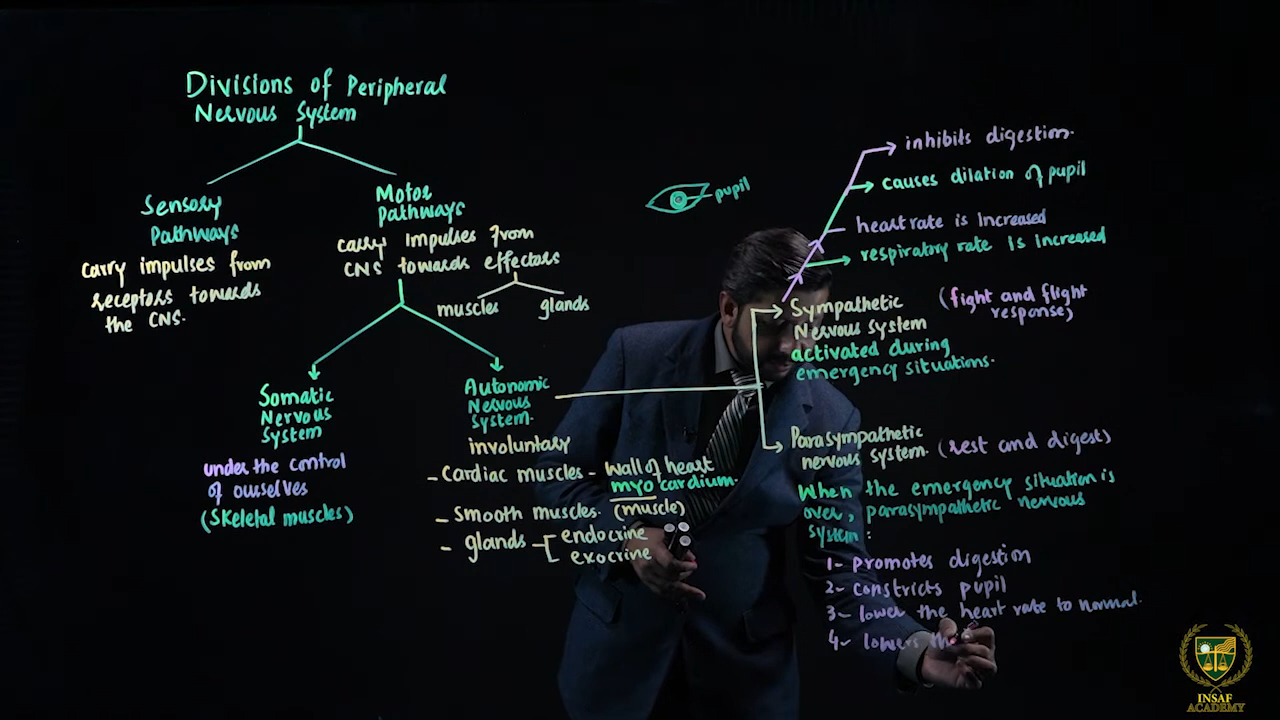 Divisions of Peripheral
Nervous System
Sensory
Pathways
carry impulses from
receptors towards
the CNS.
Motor
Pathways
carry impulses from
CNS towards effectors
muscles
glands
Somatic
Nervous
System
under the control
of ourselves
(Skeletal muscles)
Autonomic
Nervous
System.
involuntary
- Cardiac muscles - wall of heart
myocardium.
- Smooth muscles. (muscle)
- glands - endocrine
exocrine
pupil
inhibits digestion.
causes dilation of pupil
heart rate is Increased
respiratory rate Is Increased
Sympathetic
Nervous System
(fight and flight
response)
activated during
emergency situations.
Parasympathetic
nervous system. (rest and digest)
When the emergency situation is
over, parasympathetic nervous
system:
1- promotes digestion
2- constricts pupil
3- lower the heart rate to normal.
4- lowers
INSAF
ACADEMY